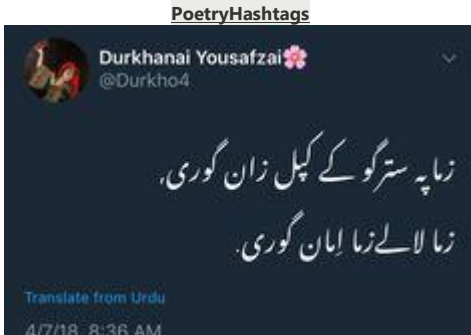 PoetryHashtags
Durkhanai Yousafzai🌸
@Durkho4
زما پہ سترگو کے کپل زان گوری,
زما لالے زما اِمان گوری.
Translate from Urdu
4/7/18, 8:36 AM